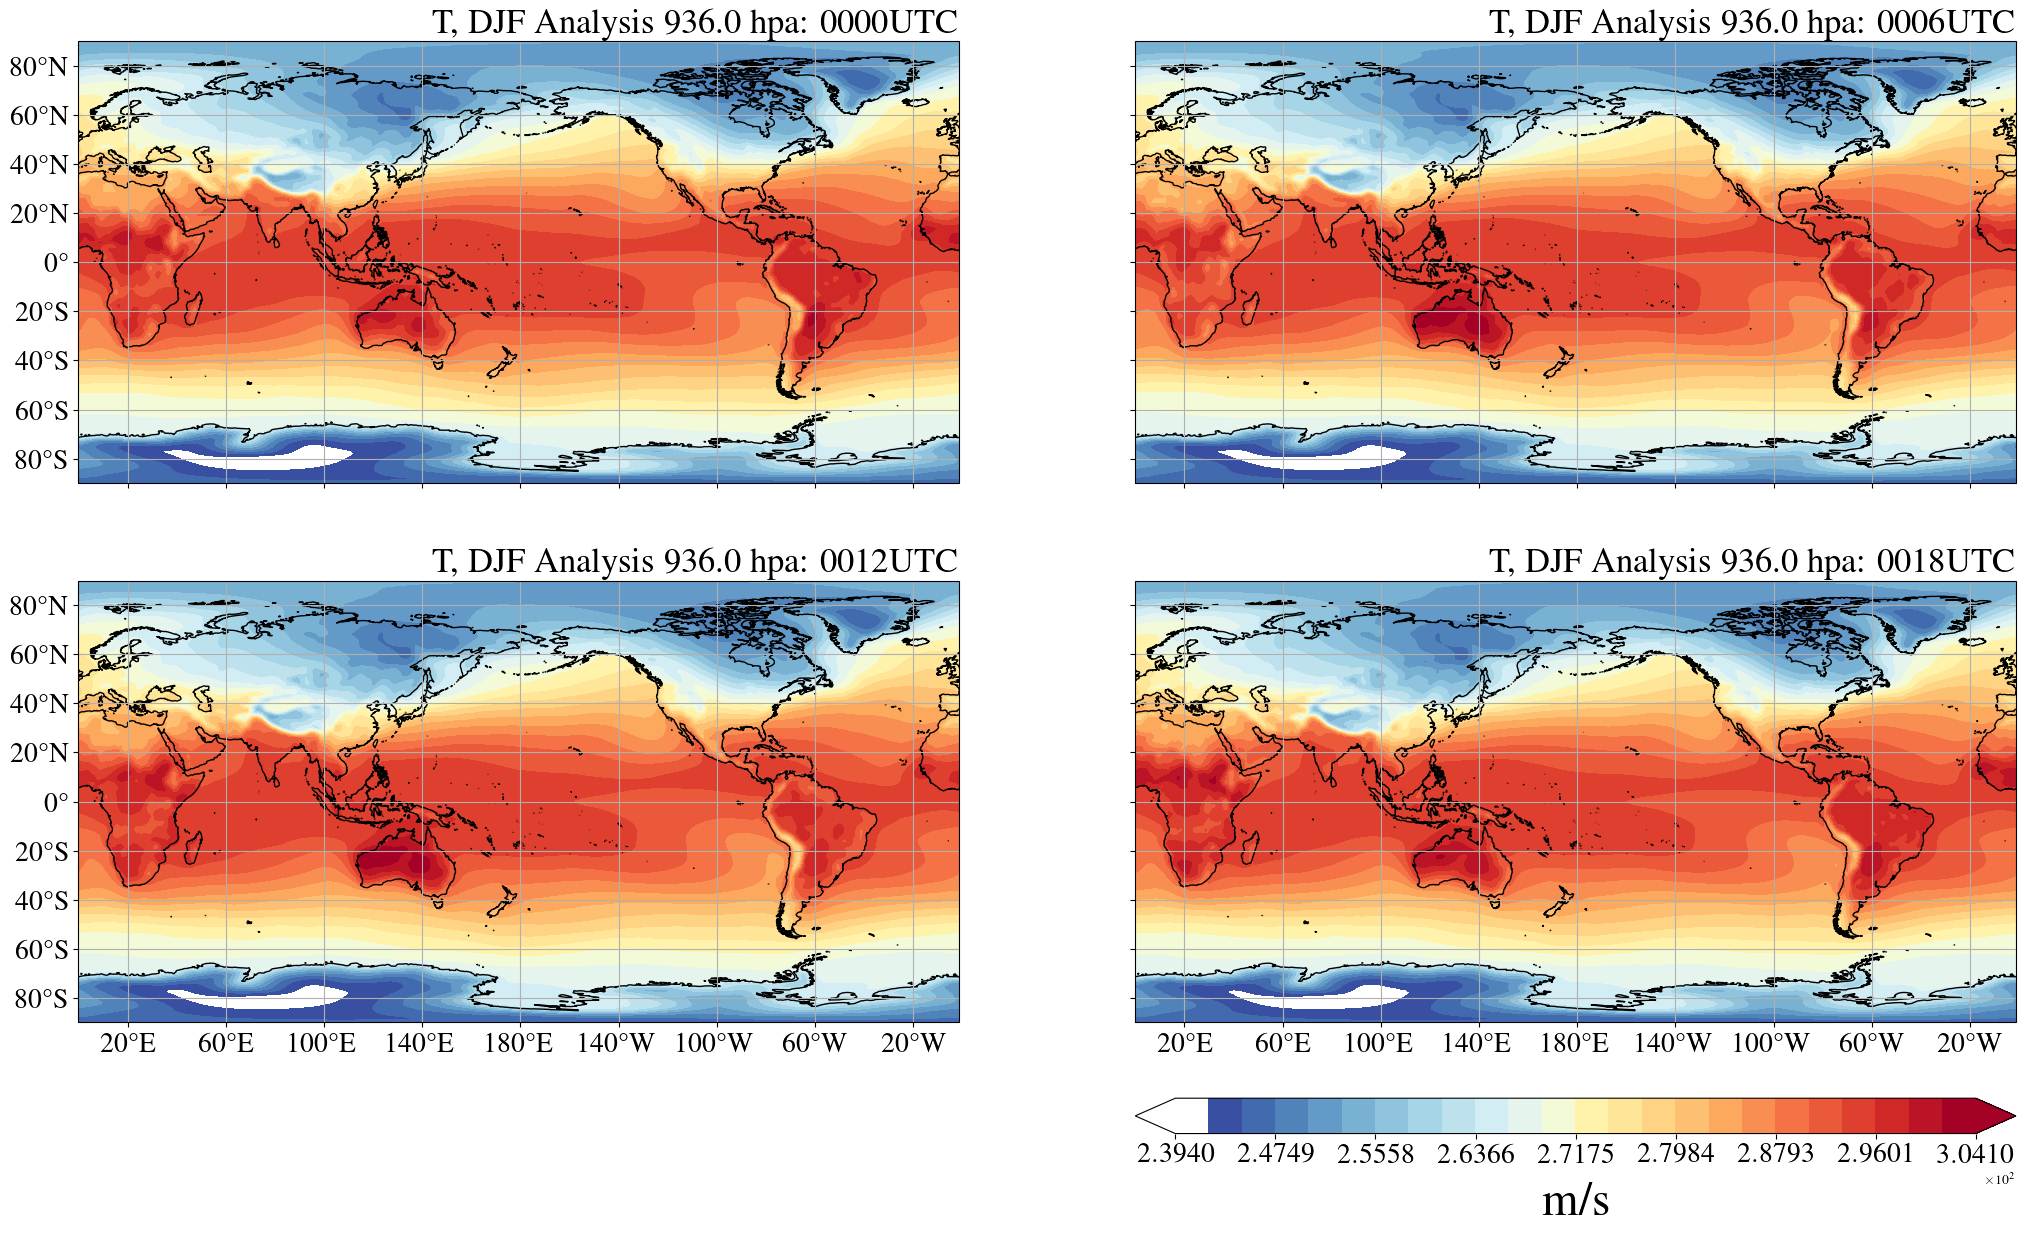 T, DJF Analysis 936.0 hpa: 0000UTC
T, DJF Analysis 936.0 hpa: 0006UTC
80°N
60°N
40°N
20°N
0°
20°S
40°S
60°S
80°S
T, DJF Analysis 936.0 hpa: 0012UTC
T, DJF Analysis 936.0 hpa: 0018UTC
80°N
60°N
40°N
20°N
0°
20°S
40°S
60°S
80°S
20°E 60°E 100°E 140°E 180°E 140°W 100°W 60°W 20°W
20°E 60°E 100°E 140°E 180°E 140°W 100°W 60°W 20°W
2.3940 2.4749 2.5558 2.6366 2.7175 2.7984 2.8793 2.9601 3.0410
×10²
m/s